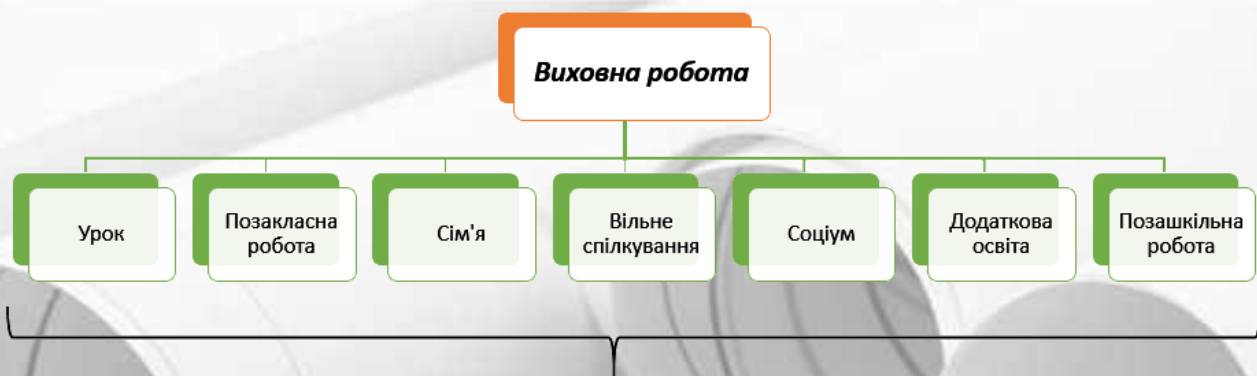 Виховна робота
Урок
Позакласна
робота
Сім'я
Вільне
спілкування
Соціум
Додаткова
освіта
Позашкільна
робота